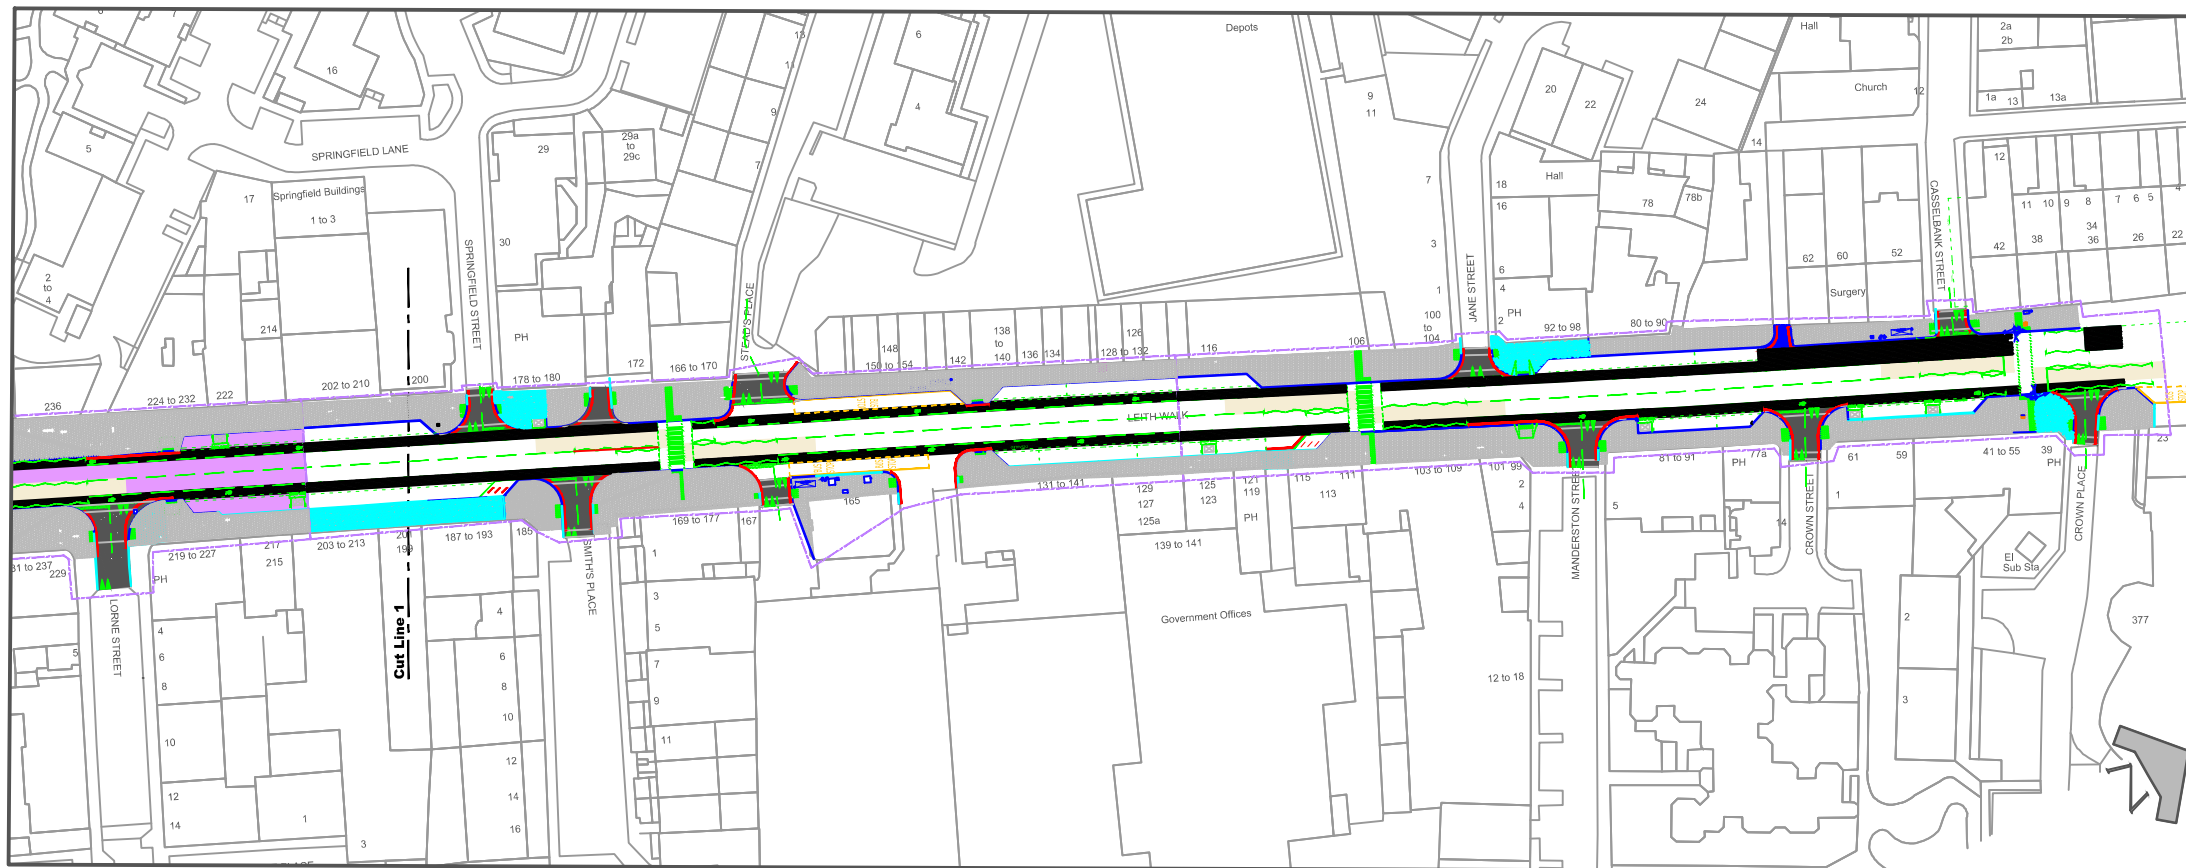 Depots
Hall
2a
2b
6
13
16
11
4
9
11
20
22
24
Church
12
1a
13
13a
5
SPRINGFIELD LANE
29
29a
to
29c
9
7
14
12
Springfield Buildings
17
1 to 3
30
7
18
Hall
16
78
78b
11
10
9
8
7
6
5
4
34
36
38
42
26
22
2
to
4
214
SPRINGFIELD STREET
STEAD'S PLACE
3
1
JANE STREET
6
4
2
PH
62
60
52
Surgery
CASSELBANK STREET
100
to
104
92 to 98
80 to 90
PH
172
166 to 170
148
150 to 154
142
138
to
140
136
134
126
128 to 132
116
106
236
224 to 232
222
202 to 210
200
178 to 180
LEITH WALK
229
PH
219 to 227
217
215
203 to 213
201
199
187 to 193
185
169 to 177
167
165
131 to 141
129
127
125a
125
123
121
119
PH
115
113
111
139 to 141
103 to 109
101
99
2
4
5
81 to 91
PH
77a
14
1
61
59
41 to 55
39
PH
23
El
Sub Sta
377
LORNE STREET
SMITH'S PLACE
MANDERSTON STREET
CROWN STREET
CROWN PLACE
Cut Line 1
Government Offices
12 to 18
5
4
6
8
10
12
14
1
3
4
6
8
10
12
14
16
1
3
5
7
9
11
2
3